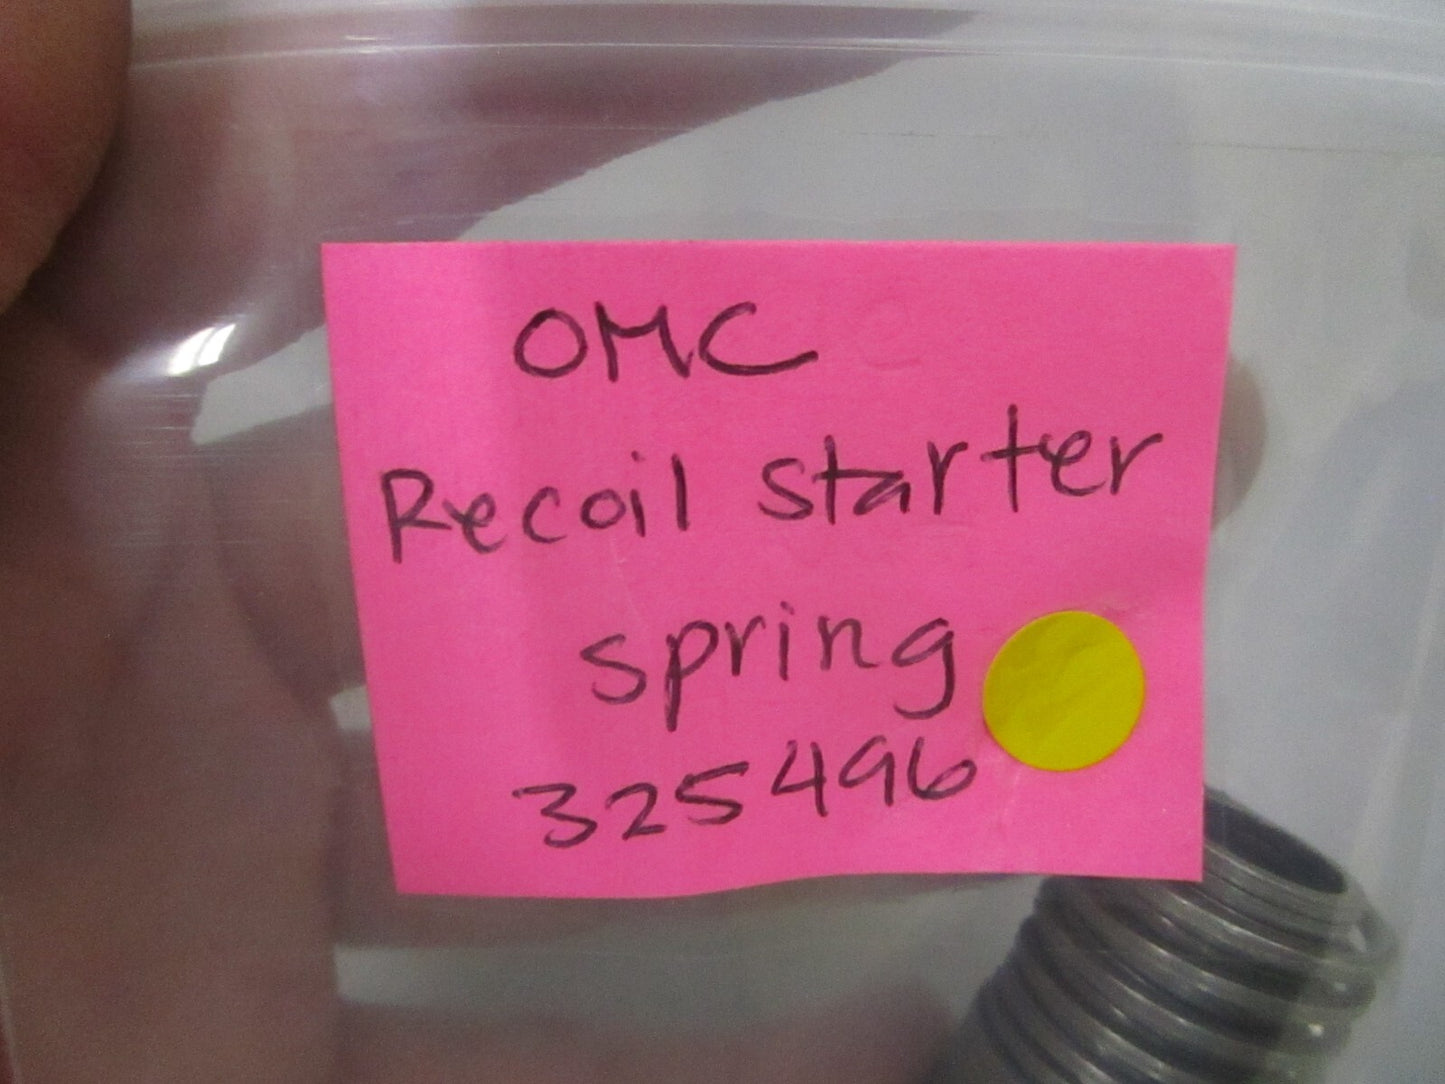 OMC
Recoil starter
spring
325496